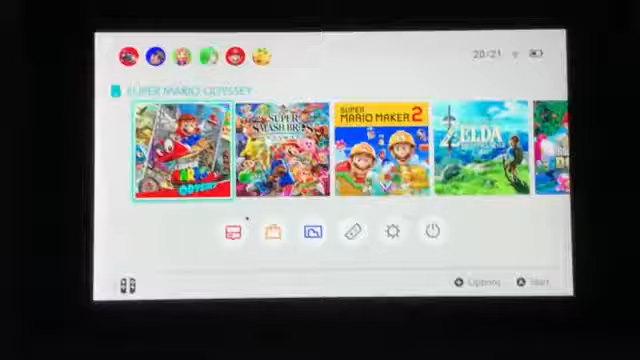 20:21
SUPER MARIO ODYSSEY
SUPER MARIO ODYSSEY
SUPER SMASH BROS.
SUPER MARIO MAKER 2
ZELDA
Options
Start